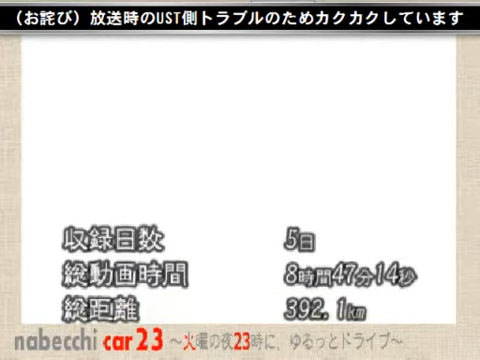 （お詫び）放送時のUST側トラブルのためカクカクしています
収録日数 5日
総動画時間 8時間47分14秒
総距離 392.1km
nabecchi car23 〜火曜の夜23時に、ゆるっとドライブ〜